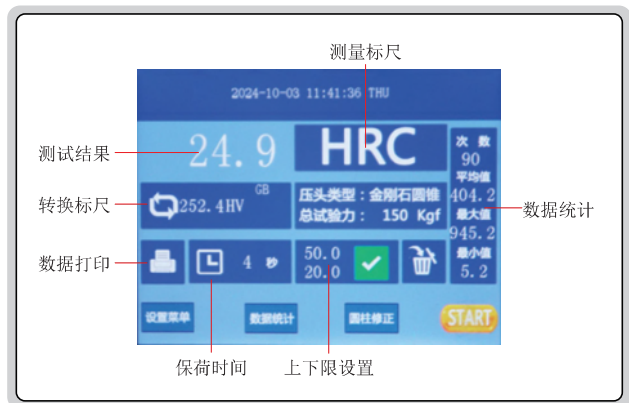 测量标尺
2024-10-03 11:41:36 THU
测试结果
24.9
HRC
次 数
90
平均值
404.2
最大值
945.2
最小值
5.2
数据统计
转换标尺
252.4HV
GB
压头类型：金刚石圆锥
总试验力： 150 Kgf
数据打印
4 秒
50.0
20.0
设置菜单
数据统计
圆柱修正
START
保荷时间
上下限设置